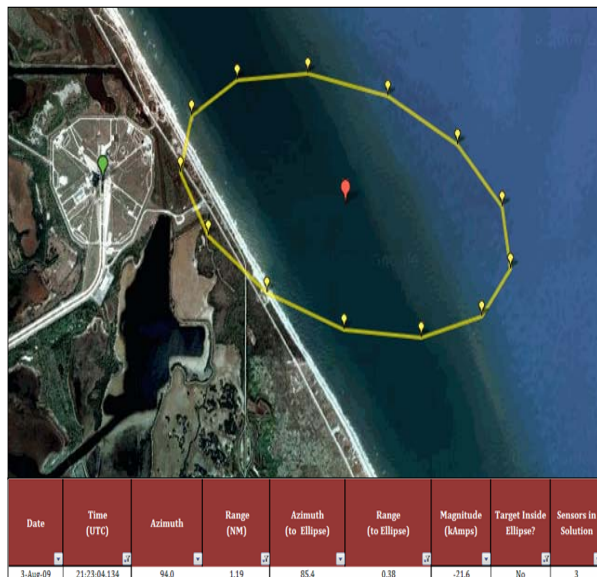 Date Time (UTC) Azimuth Range (NM) Azimuth (to Ellipse) Range (to Ellipse) Magnitude (kAmps) Target Inside Ellipse? Sensors in Solution
3-Aug-09 21:23:04.134 94.0 1.19 85.4 0.38 -21.6 No 3